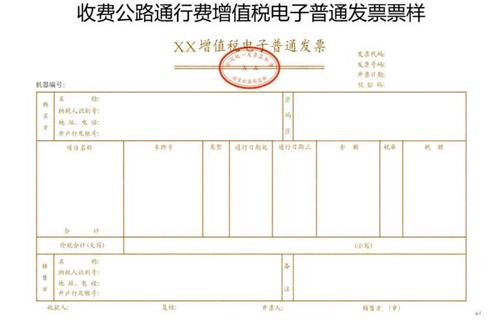 收费公路通行费增值税电子普通发票票样
XX增值税电子普通发票
发票代码:
发票号码:
开票日期:
校验码:
机器编号:
购买方
名称:
纳税人识别号:
地址、电话:
开户行及账号:
密码区
项目名称 车牌号 类型 通行日期起 通行日期止 金额 税率 税额
合计
价税合计(大写) (小写)
销售方
名称:
纳税人识别号:
地址、电话:
开户行及账号:
备注
收款人: 复核: 开票人: 销售方:(章)